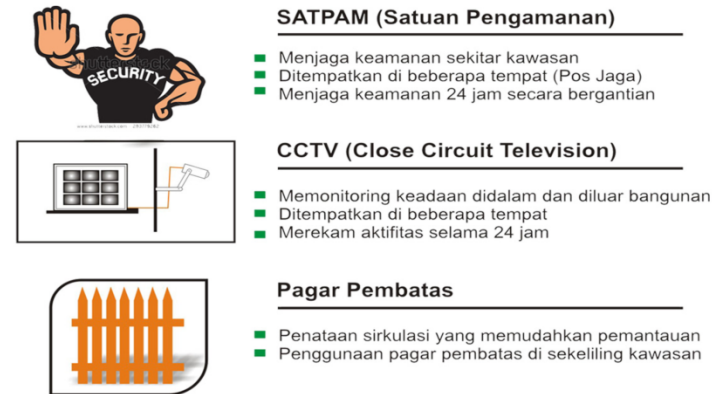 SATPAM (Satuan Pengamanan)
shutterstock
SECURITY
Menjaga keamanan sekitar kawasan
Ditempatkan di beberapa tempat (Pos Jaga)
Menjaga keamanan 24 jam secara bergantian
CCTV (Close Circuit Television)
Memonitoring keadaan didalam dan diluar bangunan
Ditempatkan di beberapa tempat
Merekam aktifitas selama 24 jam
Pagar Pembatas
Penataan sirkulasi yang memudahkan pemantauan
Penggunaan pagar pembatas di sekeliling kawasan